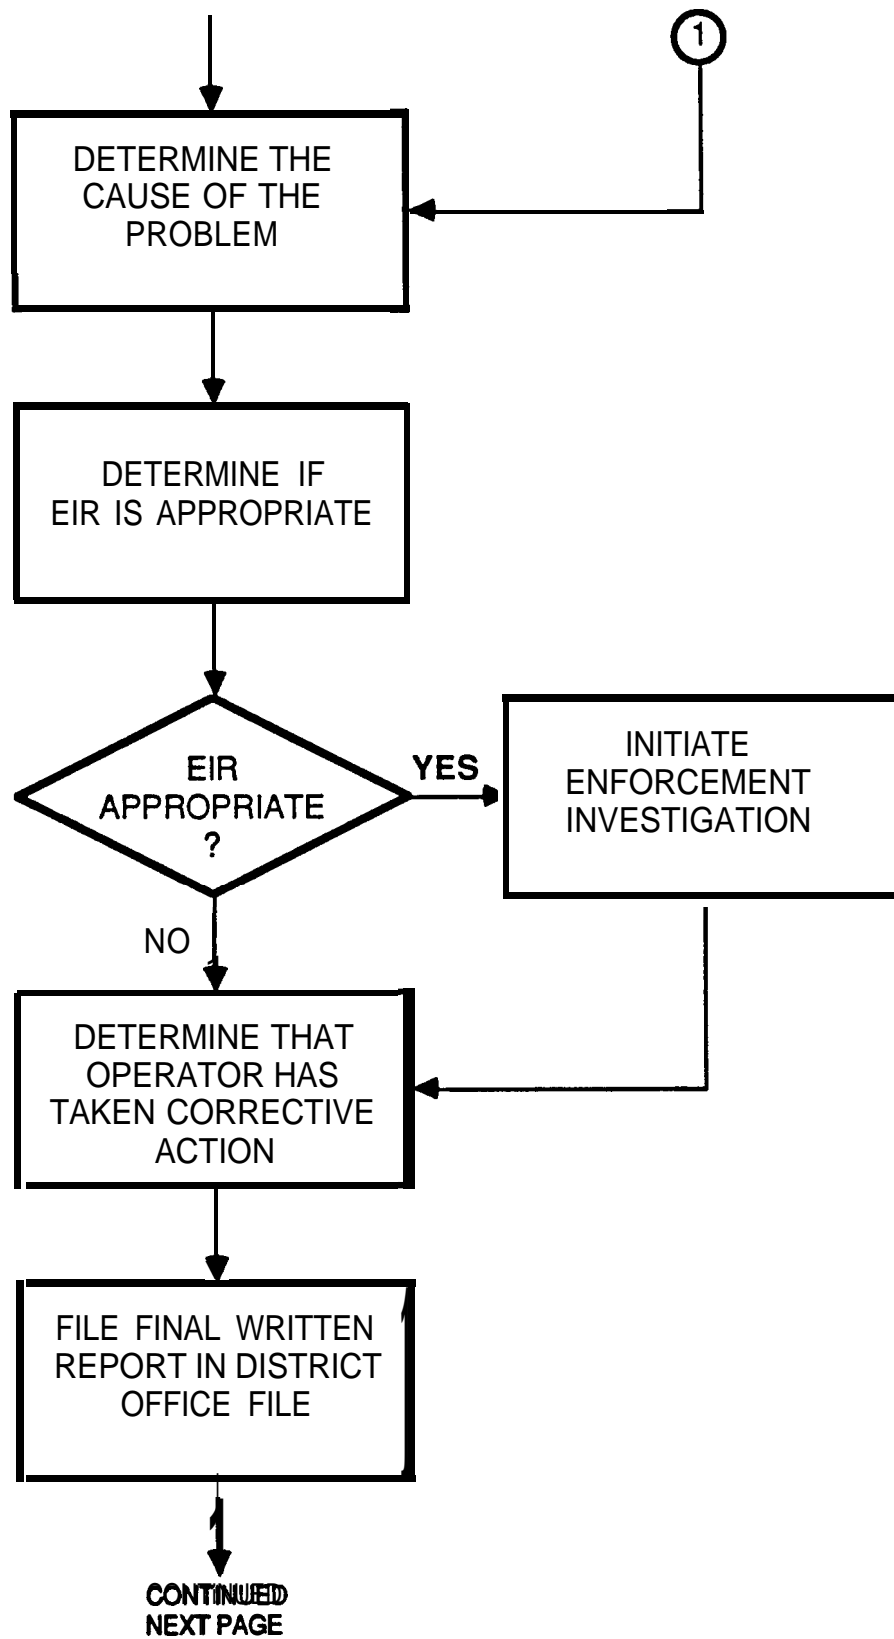 1
DETERMINE THE
CAUSE OF THE
PROBLEM
DETERMINE IF
EIR IS APPROPRIATE
EIR
APPROPRIATE
?
YES
INITIATE
ENFORCEMENT
INVESTIGATION
NO
DETERMINE THAT
OPERATOR HAS
TAKEN CORRECTIVE
ACTION
FILE FINAL WRITTEN
REPORT IN DISTRICT
OFFICE FILE
CONTINUED
NEXT PAGE